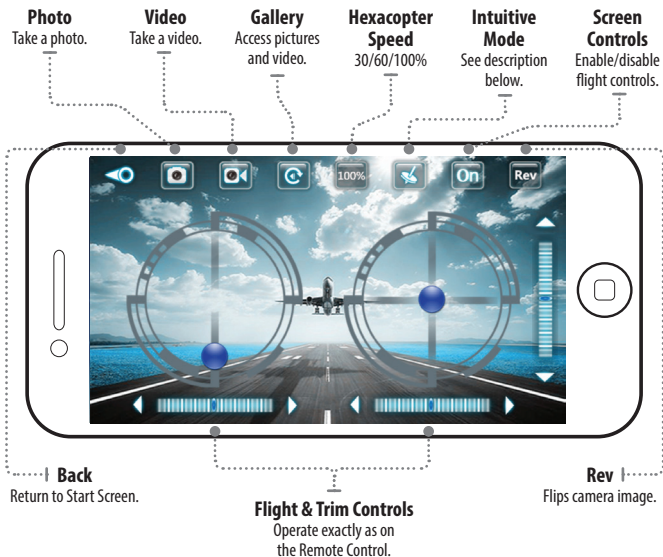 Photo
Take a photo.
Video
Take a video.
Gallery
Access pictures
and video.
Hexacopter
Speed
30/60/100%
Intuitive
Mode
See description
below.
Screen
Controls
Enable/disable
flight controls.
100%
On
Rev
Back
Return to Start Screen.
Flight & Trim Controls
Operate exactly as on
the Remote Control.
Rev
Flips camera image.